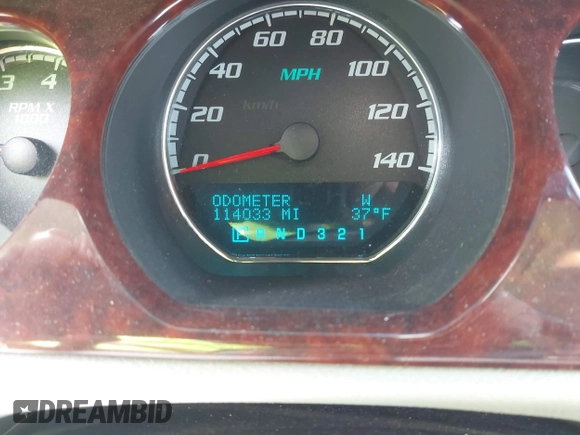 60 80
40 100
MPH
3 4
km/h
RPM X
1000
20 120
0 140
ODOMETER W
114033 MI 37°F
P R N D 3 2 1
DREAMBID